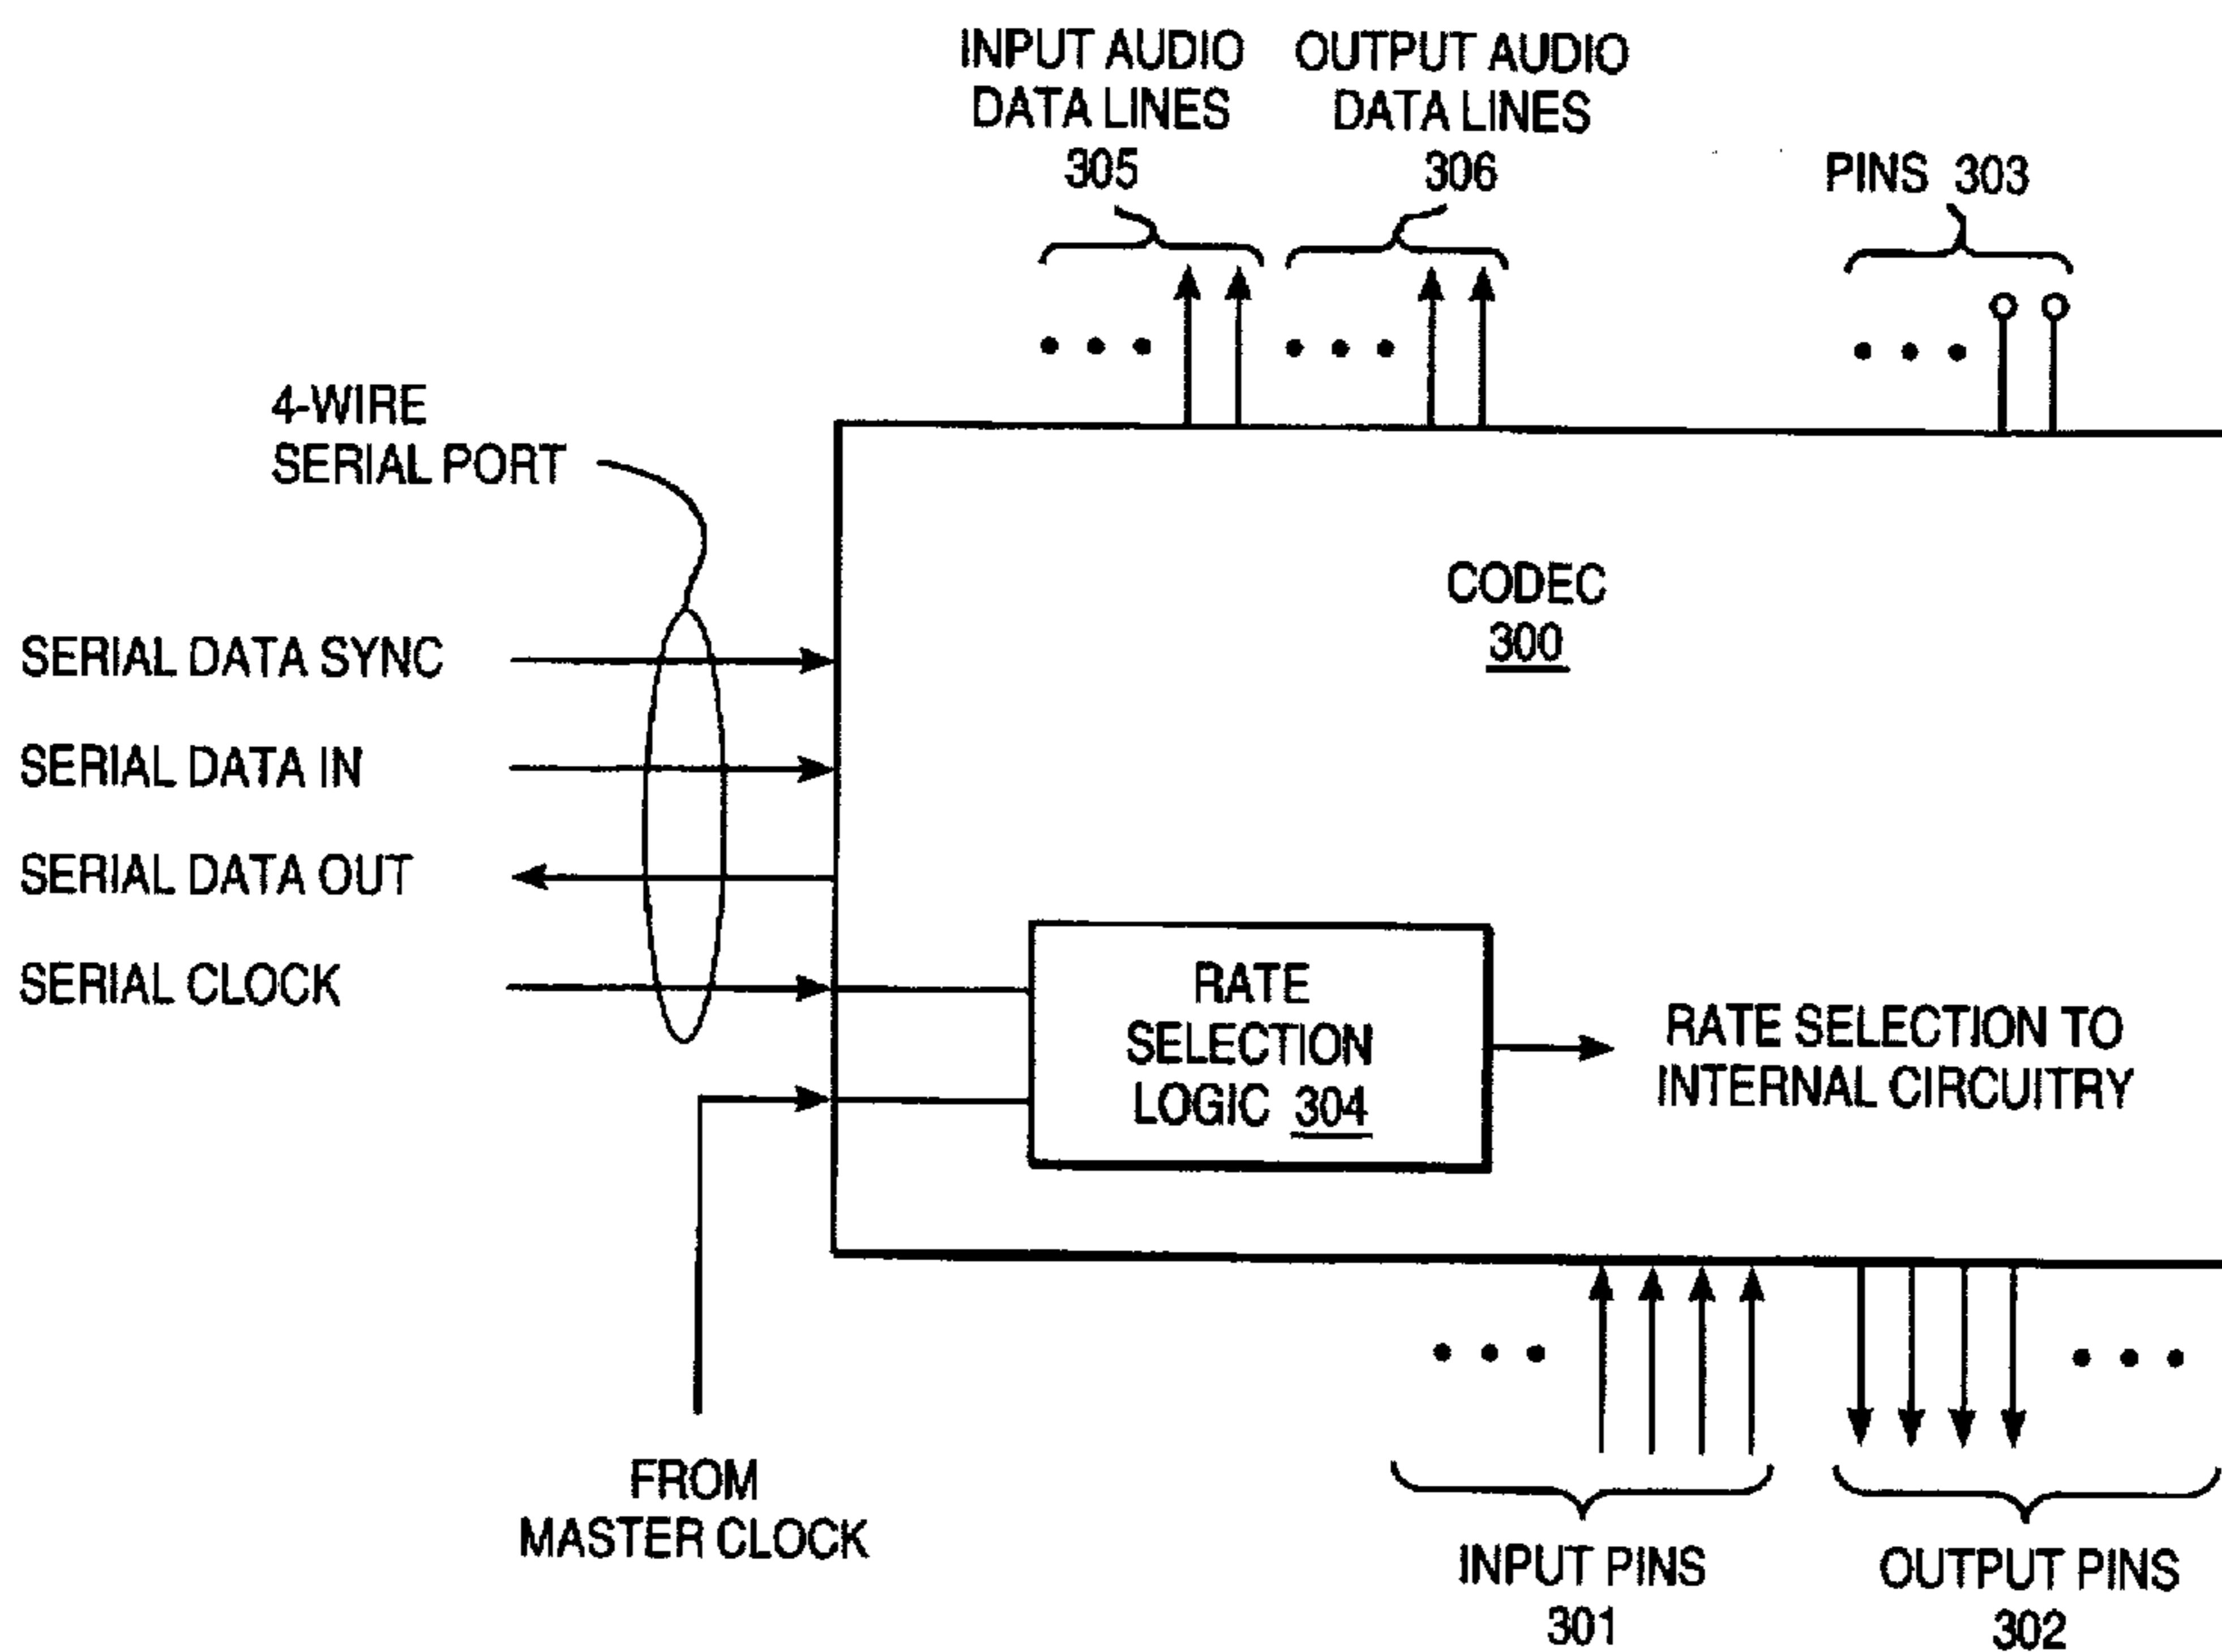 INPUT AUDIO
DATA LINES
305
OUTPUT AUDIO
DATA LINES
306
PINS 303
4-WIRE
SERIAL PORT
CODEC
300
SERIAL DATA SYNC
SERIAL DATA IN
SERIAL DATA OUT
SERIAL CLOCK
RATE
SELECTION
LOGIC 304
RATE SELECTION TO
INTERNAL CIRCUITRY
FROM
MASTER CLOCK
INPUT PINS
301
OUTPUT PINS
302